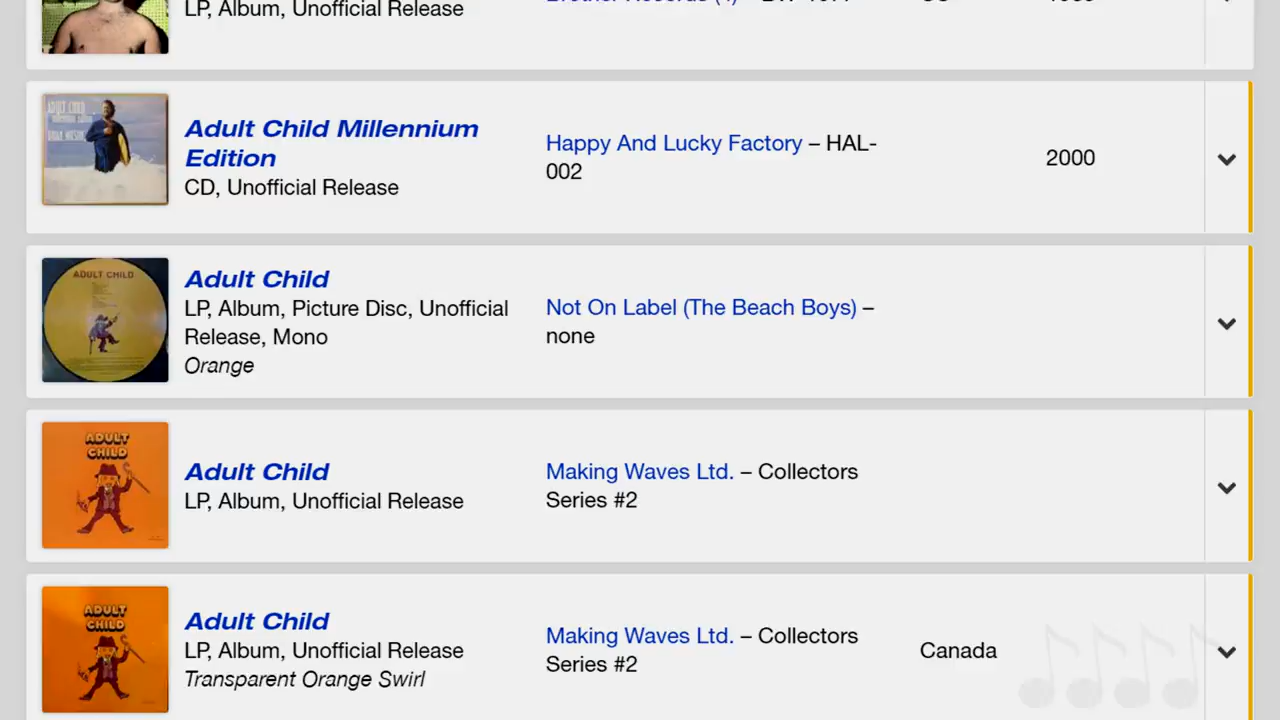 LP, Album, Unofficial Release
Adult Child Millennium
Edition
CD, Unofficial Release
Happy And Lucky Factory – HAL-
002
2000
ADULT CHILD
Adult Child
LP, Album, Picture Disc, Unofficial
Release, Mono
Orange
Not On Label (The Beach Boys) –
none
ADULT
CHILD
Adult Child
LP, Album, Unofficial Release
Making Waves Ltd. – Collectors
Series #2
ADULT
CHILD
Adult Child
LP, Album, Unofficial Release
Transparent Orange Swirl
Making Waves Ltd. – Collectors
Series #2
Canada